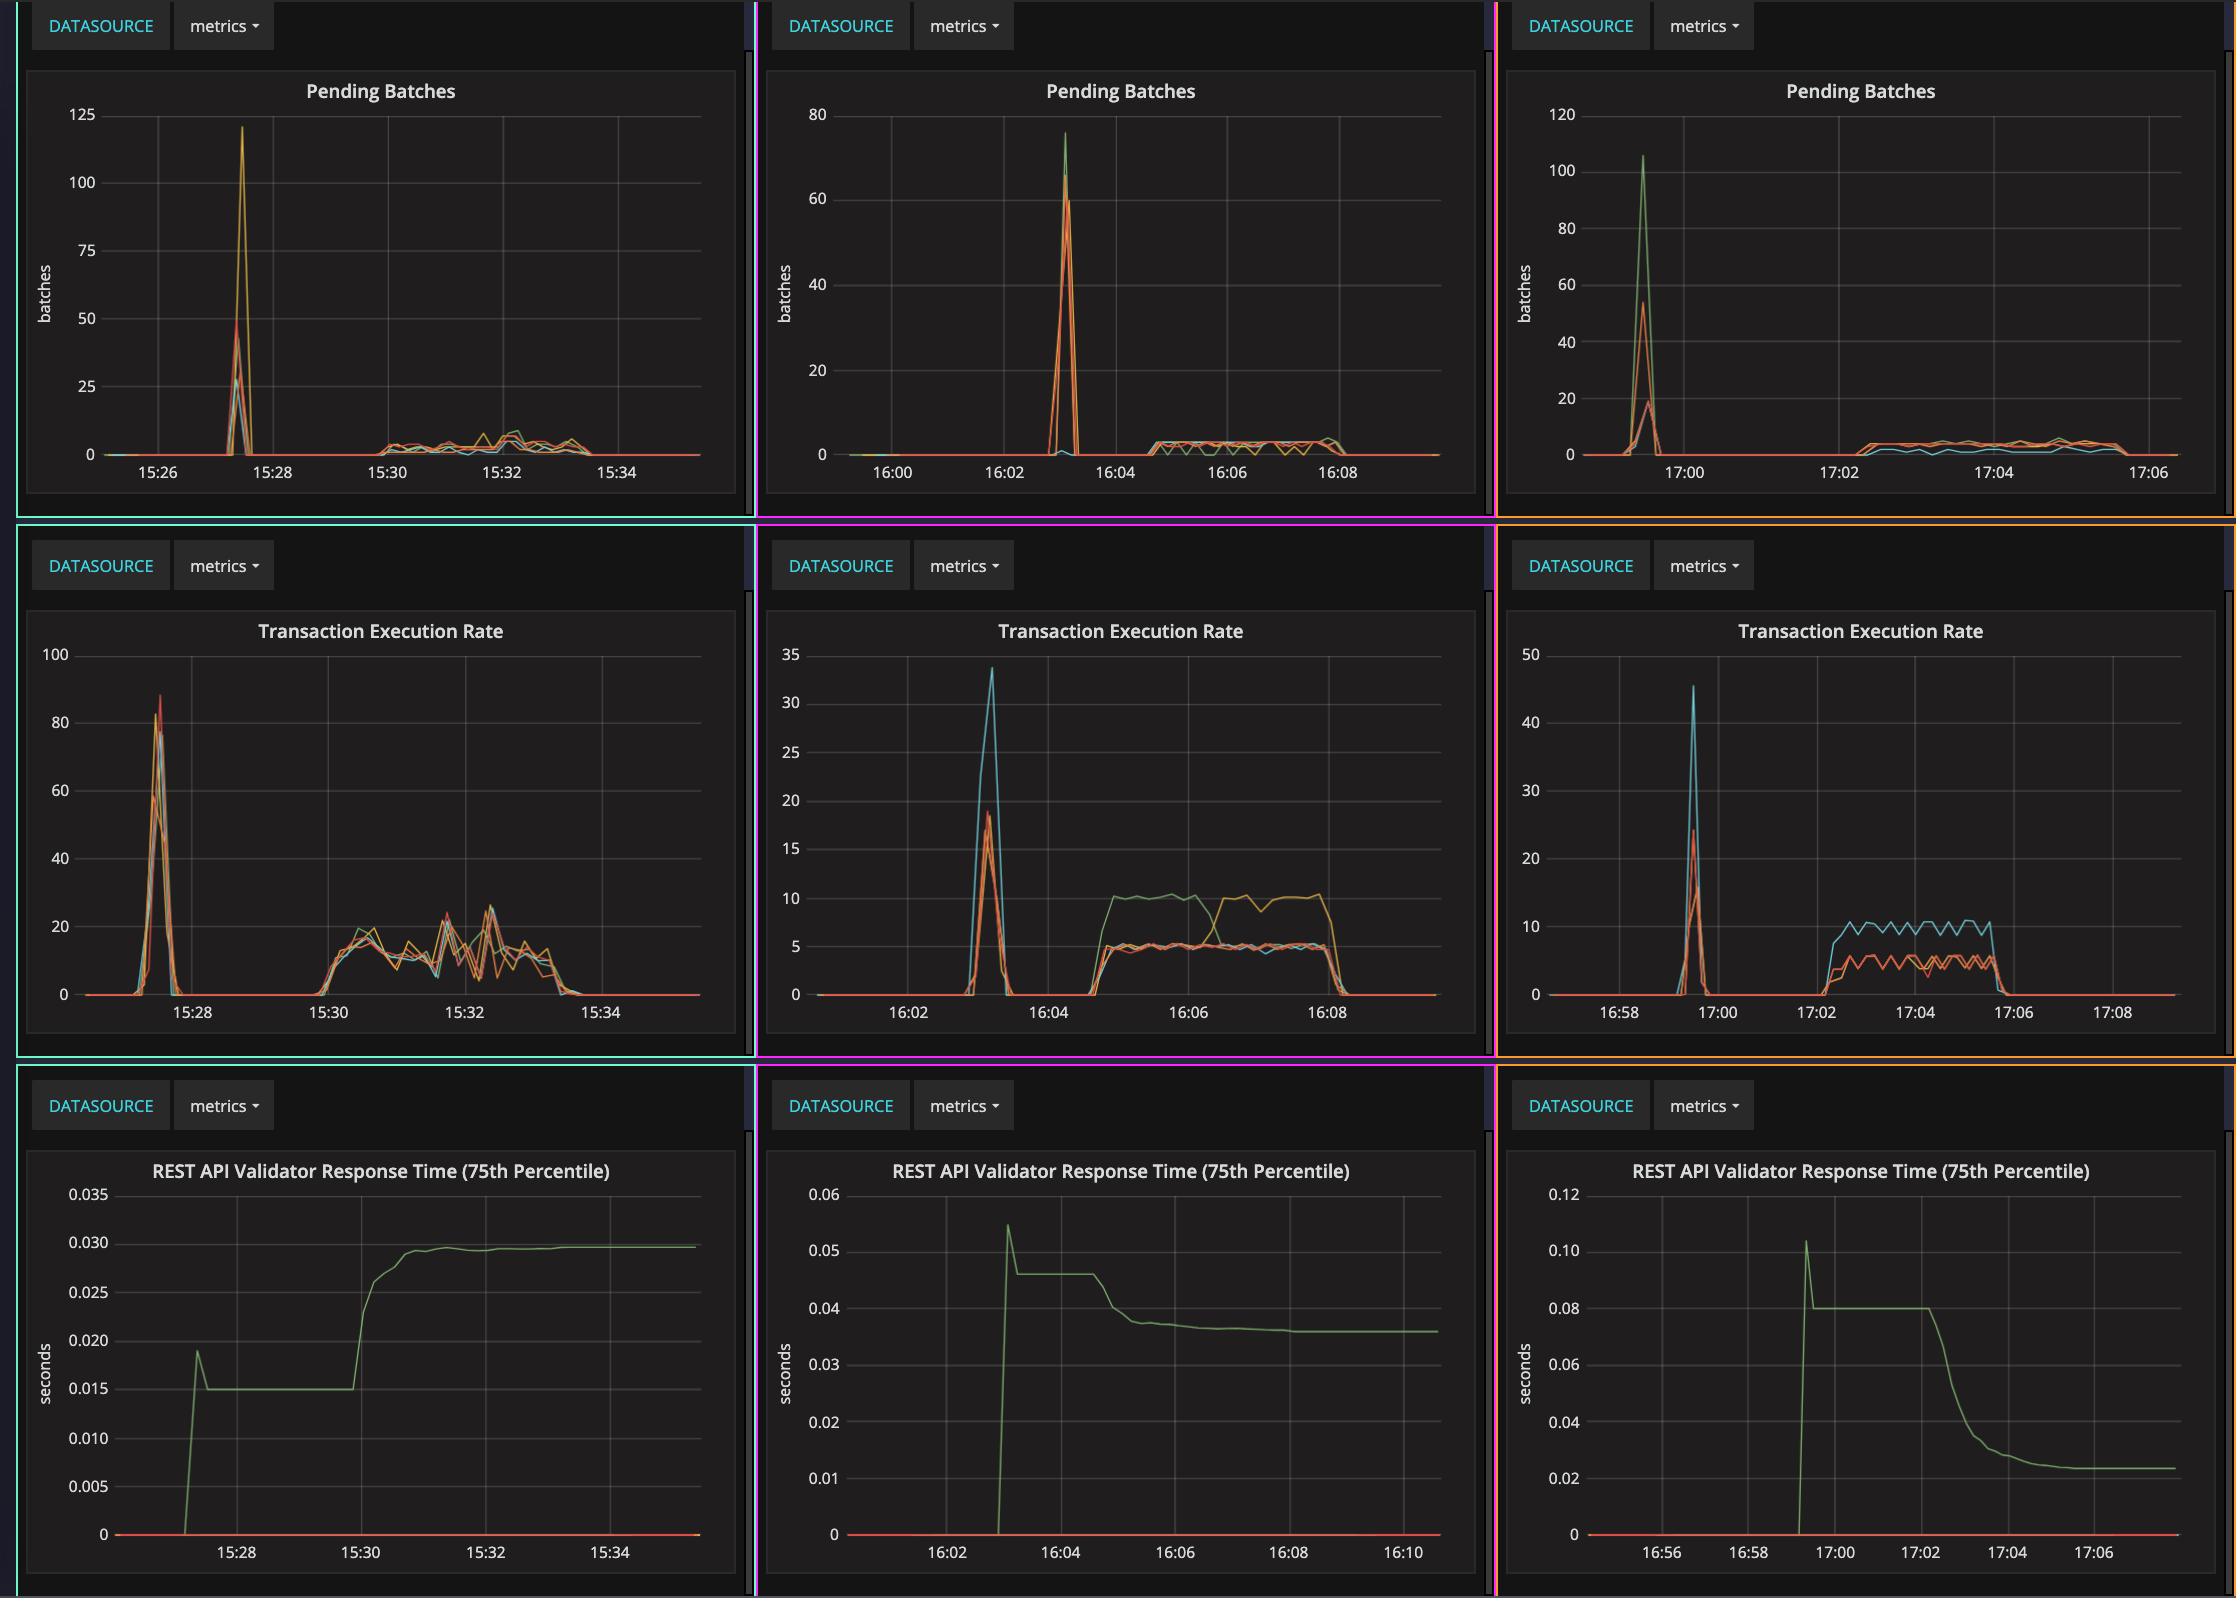 DATASOURCE metrics
DATASOURCE metrics
DATASOURCE metrics
Pending Batches
125
100
75
50
25
0
batches
15:26 15:28 15:30 15:32 15:34
Pending Batches
80
60
40
20
0
batches
16:00 16:02 16:04 16:06 16:08
Pending Batches
120
100
80
60
40
20
0
batches
17:00 17:02 17:04 17:06
DATASOURCE metrics
DATASOURCE metrics
DATASOURCE metrics
Transaction Execution Rate
100
80
60
40
20
0
15:28 15:30 15:32 15:34
Transaction Execution Rate
35
30
25
20
15
10
5
0
16:02 16:04 16:06 16:08
Transaction Execution Rate
50
40
30
20
10
0
16:58 17:00 17:02 17:04 17:06 17:08
DATASOURCE metrics
DATASOURCE metrics
DATASOURCE metrics
REST API Validator Response Time (75th Percentile)
0.035
0.030
0.025
0.020
0.015
0.010
0.005
0
seconds
15:28 15:30 15:32 15:34
REST API Validator Response Time (75th Percentile)
0.06
0.05
0.04
0.03
0.02
0.01
0
seconds
16:02 16:04 16:06 16:08 16:10
REST API Validator Response Time (75th Percentile)
0.12
0.10
0.08
0.06
0.04
0.02
0
seconds
16:56 16:58 17:00 17:02 17:04 17:06